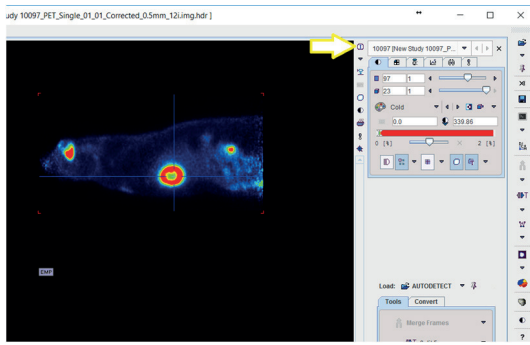 udy 10097_PET_Single_01_01_Corrected_0.5mm_12i.img.hdr ]
10097 [New Study 10097_P...
97 1
23 1
Cold
0.0 339.86
0 [%] 2 [%]
EMP
Load: AUTODETECT
Tools Convert
Merge Frames